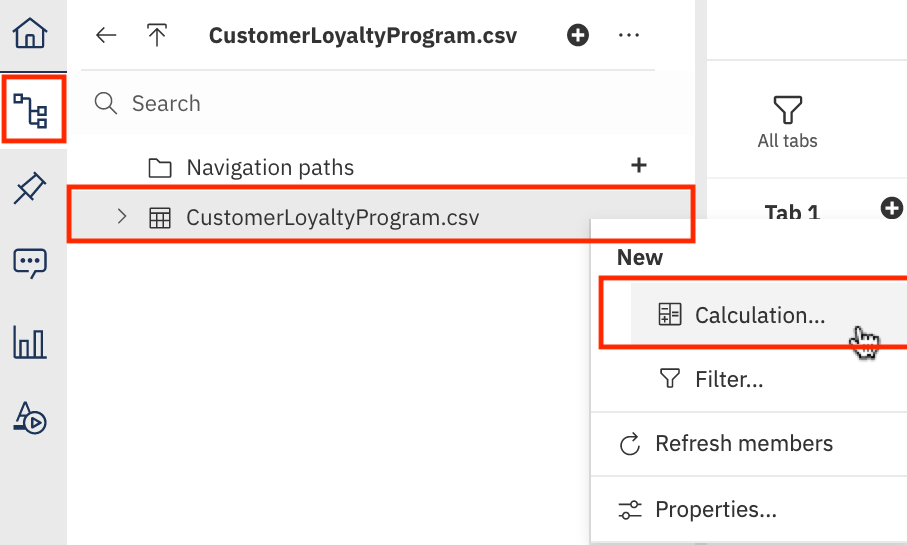 CustomerLoyaltyProgram.csv
Search
All tabs
Navigation paths
CustomerLoyaltyProgram.csv
Tab 1
New
Calculation...
Filter...
Refresh members
Properties...